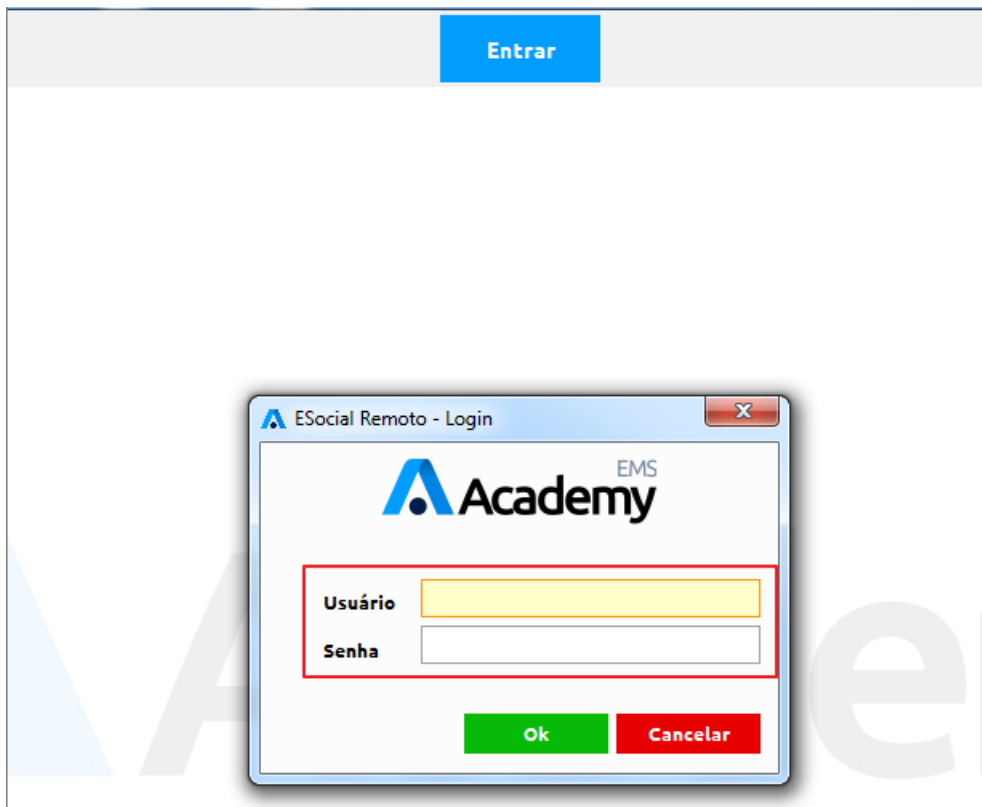 Entrar
ESocial Remoto - Login
EMS
Academy
Usuário
Senha
Ok Cancelar